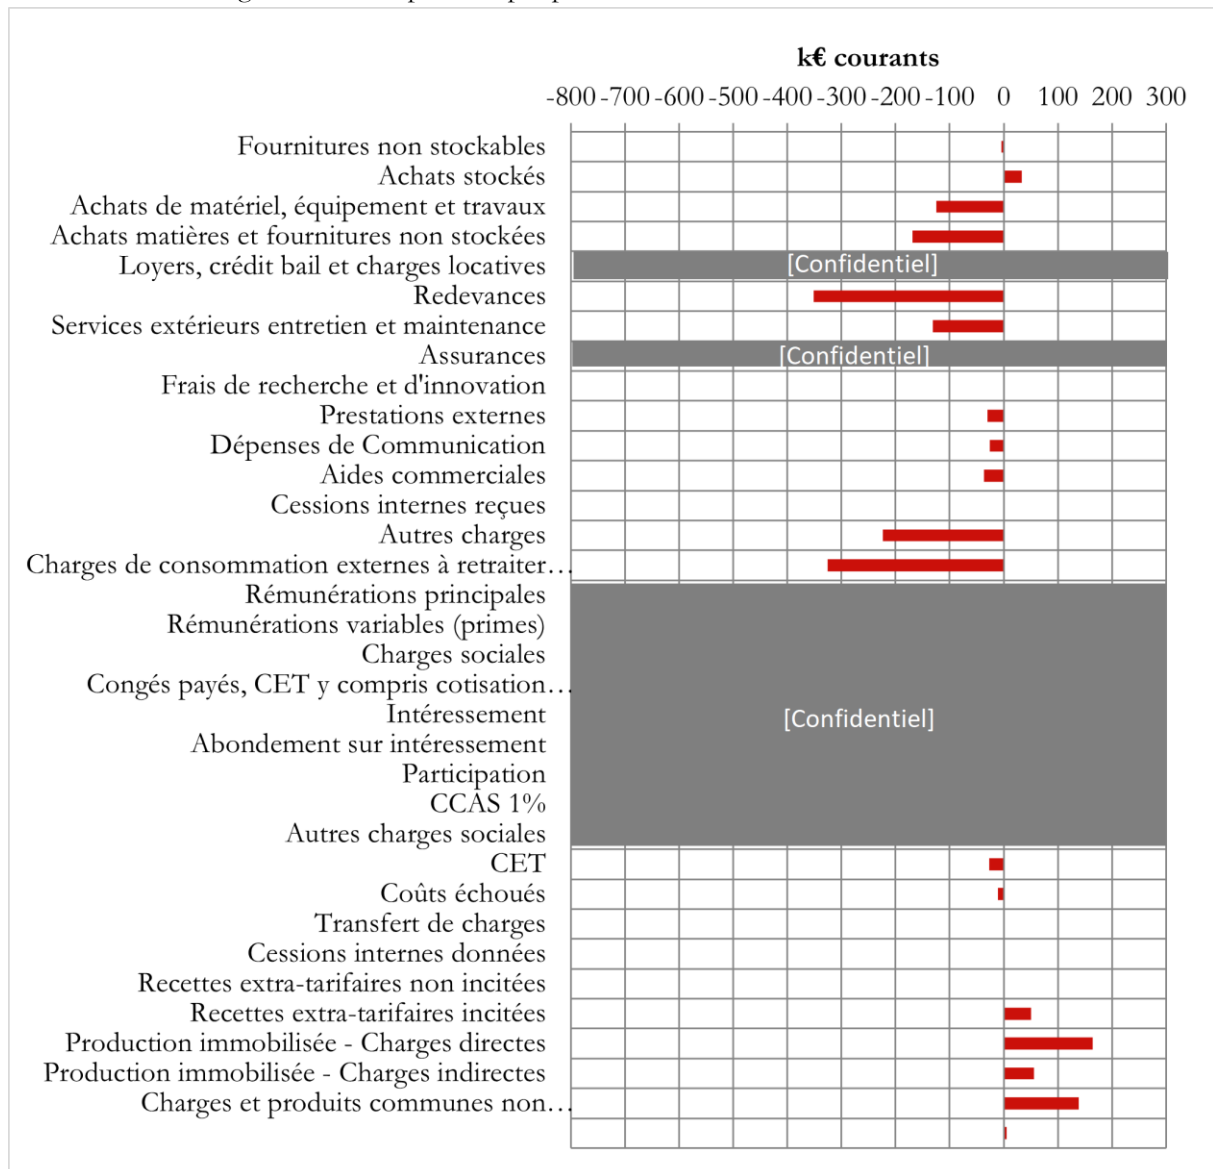 k€ courants
-800 -700 -600 -500 -400 -300 -200 -100 0 100 200 300
Fournitures non stockables
Achats stockés
Achats de matériel, équipement et travaux
Achats matières et fournitures non stockées
Loyers, crédit bail et charges locatives [Confidentiel]
Redevances
Services extérieurs entretien et maintenance
Assurances [Confidentiel]
Frais de recherche et d'innovation
Prestations externes
Dépenses de Communication
Aides commerciales
Cessions internes reçues
Autres charges
Charges de consommation externes à retraiter…
Rémunérations principales
Rémunérations variables (primes)
Charges sociales
Congés payés, CET y compris cotisation…
Intéressement [Confidentiel]
Abondement sur intéressement
Participation
CCAS 1%
Autres charges sociales
CET
Coûts échoués
Transfert de charges
Cessions internes données
Recettes extra-tarifaires non incitées
Recettes extra-tarifaires incitées
Production immobilisée - Charges directes
Production immobilisée - Charges indirectes
Charges et produits communes non…